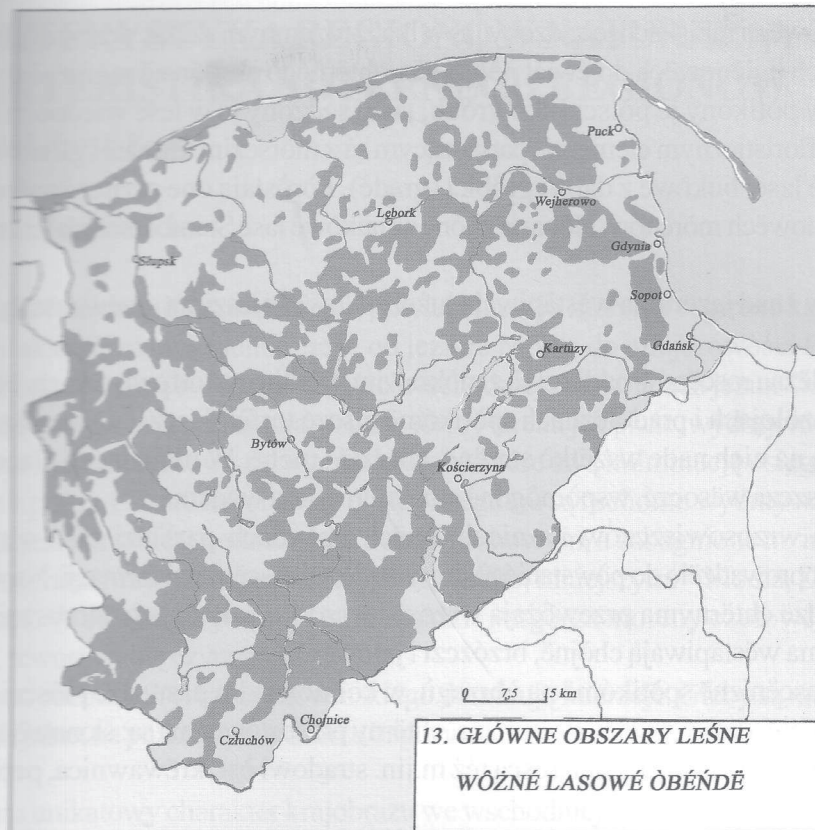 Puck
Wejherowo
Lębork
Gdynia
Słupsk
Sopot
Gdańsk
Kartuzy
Bytów
Kościerzyna
0 7,5 15 km
Chojnice
Człuchów
13. GŁÓWNE OBSZARY LEŚNE
WÔŻNÉ LASOWÉ ÒBÉŃDË